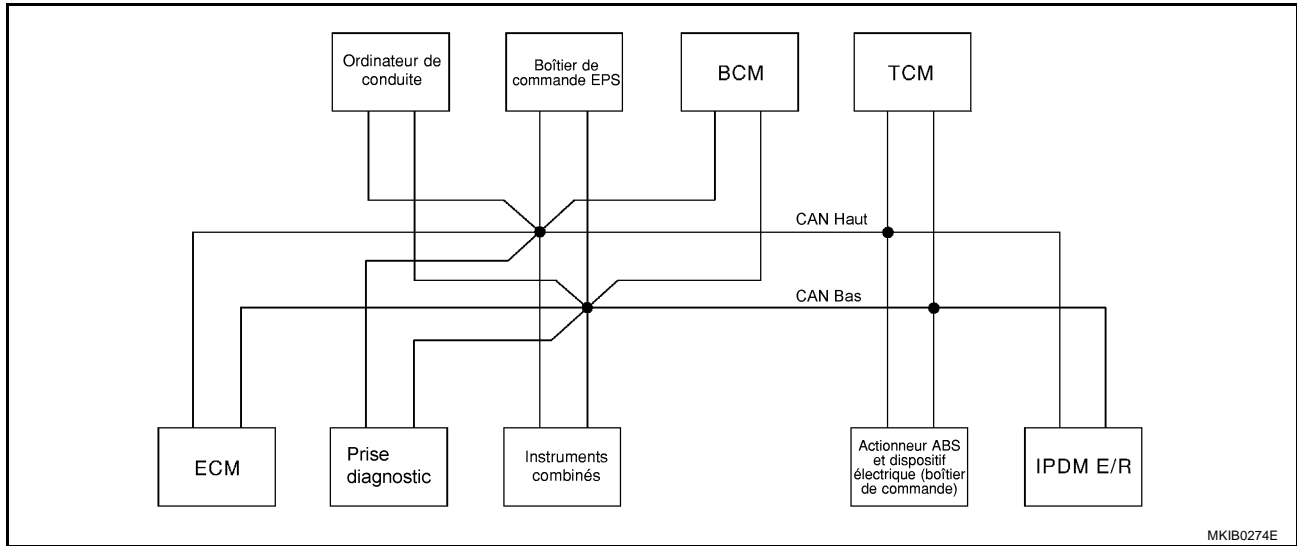 Ordinateur de
conduite
Boîtier de
commande EPS
BCM
TCM
CAN Haut
CAN Bas
ECM
Prise
diagnostic
Instruments
combinés
Actionneur ABS
et dispositif
électrique (boîtier
de commande)
IPDM E/R
MKIB0274E